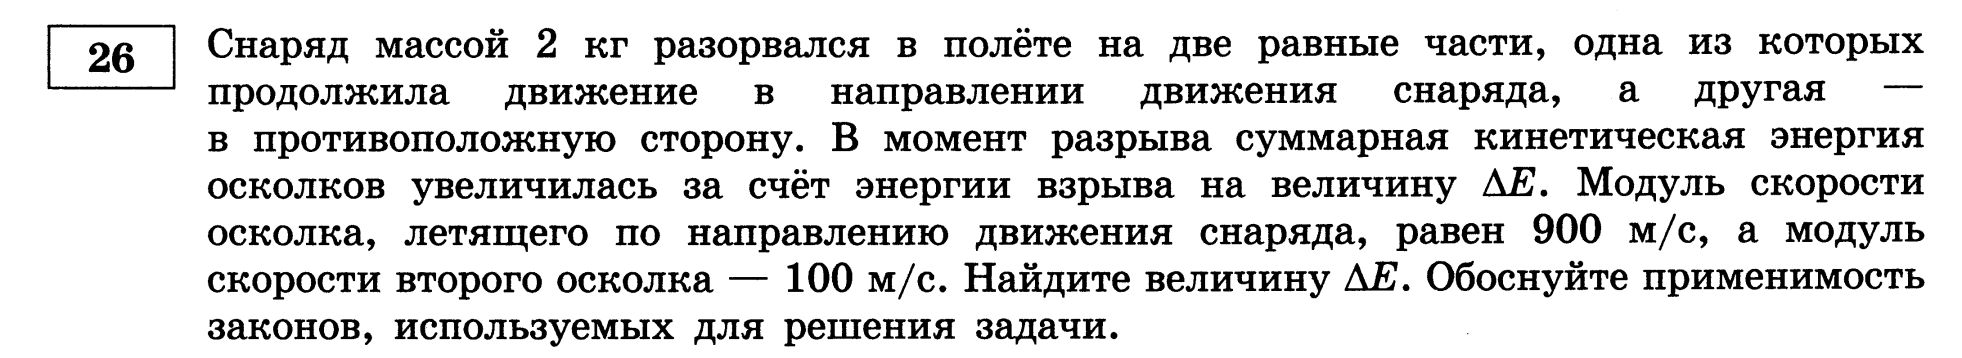 26
Снаряд массой 2 кг разорвался в полёте на две равные части, одна из которых
продолжила движение в направлении движения снаряда, а другая —
в противоположную сторону. В момент разрыва суммарная кинетическая энергия
осколков увеличилась за счёт энергии взрыва на величину ΔE. Модуль скорости
осколка, летящего по направлению движения снаряда, равен 900 м/с, а модуль
скорости второго осколка — 100 м/с. Найдите величину ΔE. Обоснуйте применимость
законов, используемых для решения задачи.